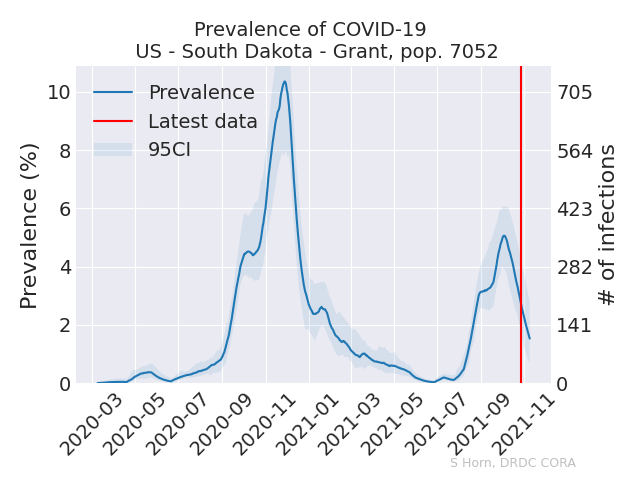 Prevalence of COVID-19
US - South Dakota - Grant, pop. 7052
Prevalence
Latest data
95CI
Prevalence (%)
10
8
6
4
2
0
705
564
423
282
141
0
# of infections
2020-03
2020-05
2020-07
2020-09
2020-11
2021-01
2021-03
2021-05
2021-07
2021-09
2021-11
S Horn, DRDC CORA